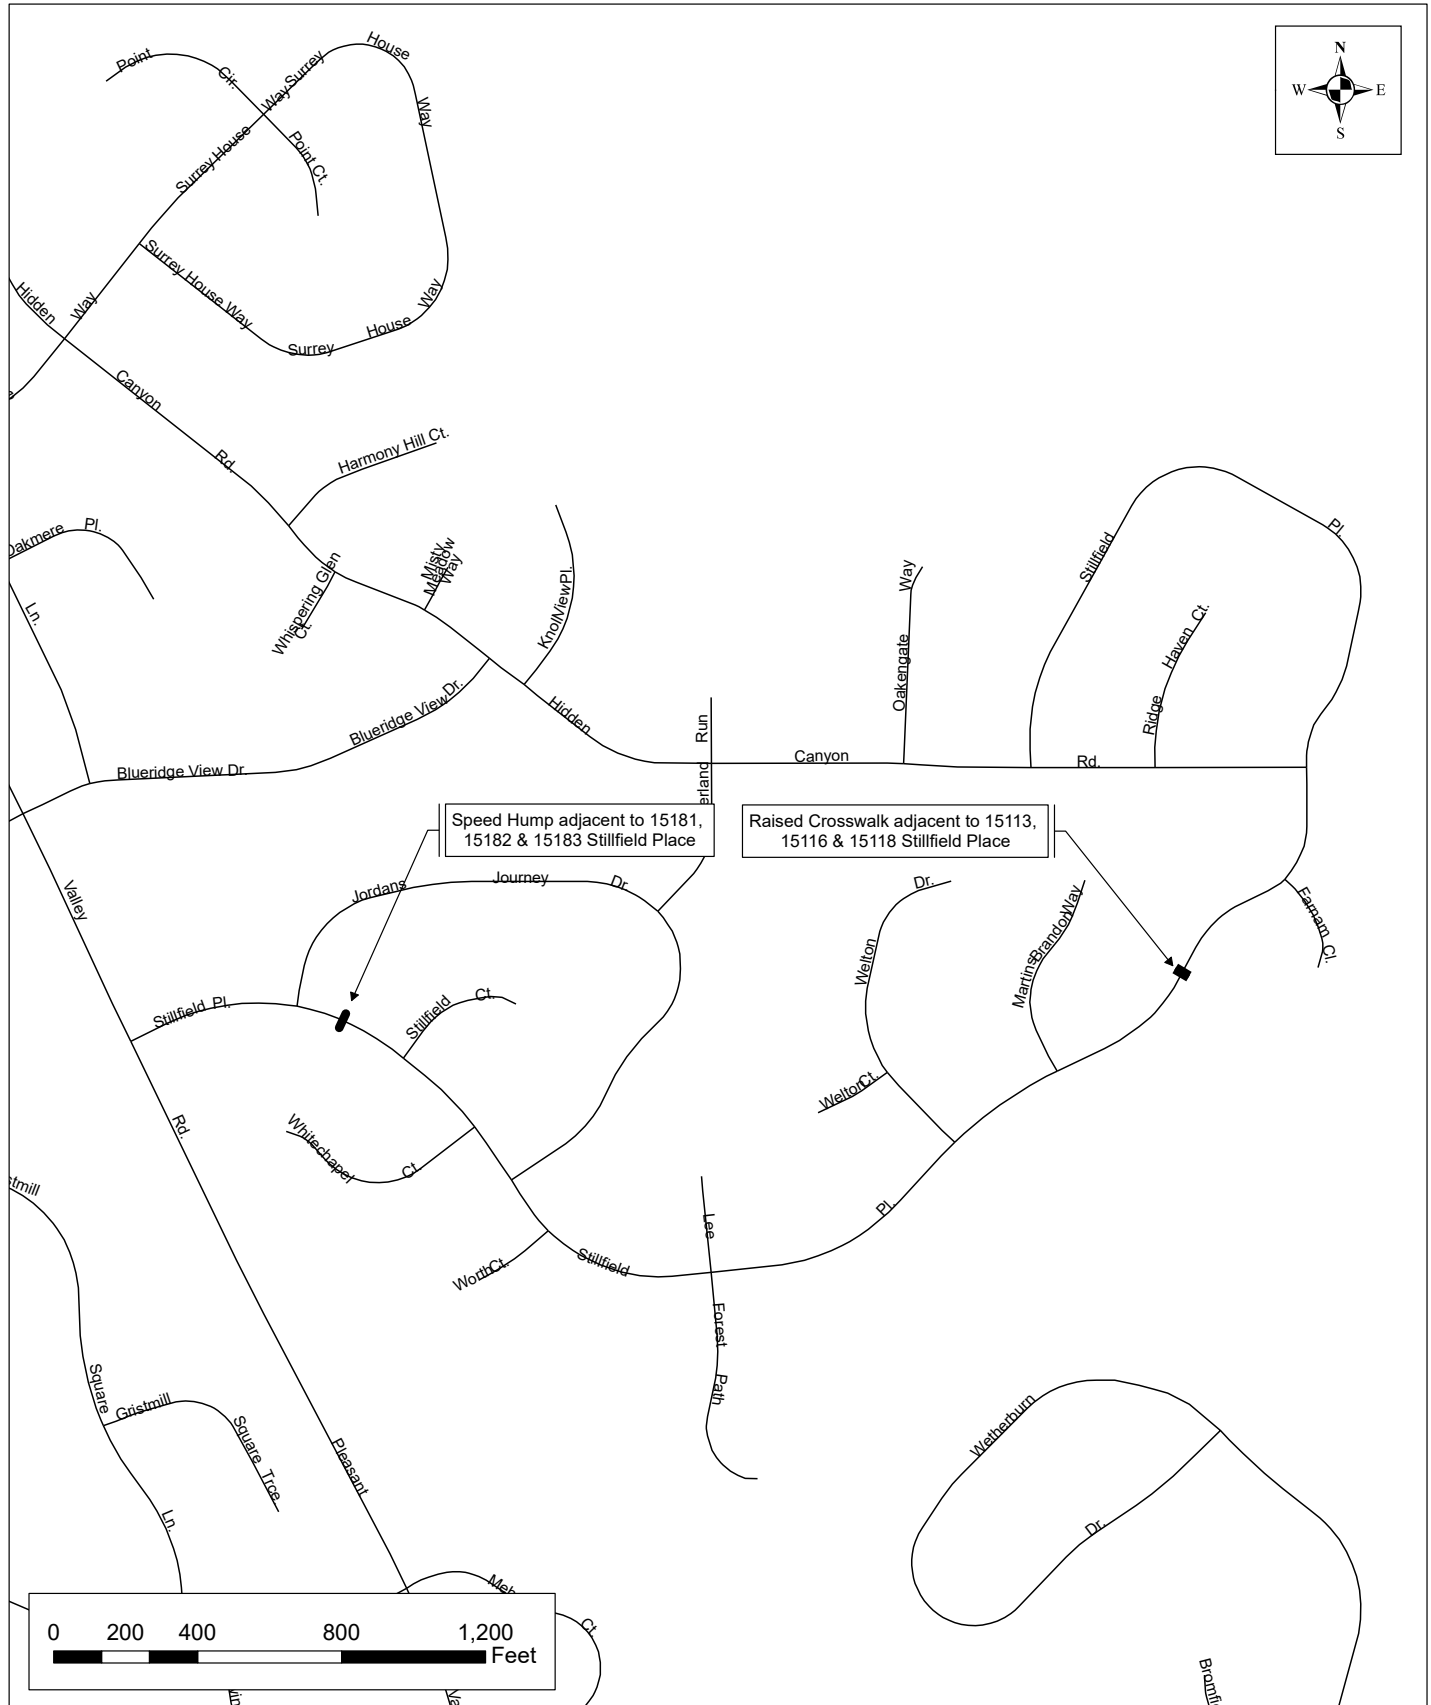 Point
Cir.
Surrey
House
Way
Way
Point Ct.
Surrey House
Surrey House Way
Way
House
Surrey
Hidden
Way
Canyon
Rd.
N
W
E
S
Harmony Hill Ct.
Pl.
Whispering Glen
Ct.
Misty
Meadow
Way
Knoll View Pl.
Ln.
Way
Oakengate
Stillfield
Pl.
Ridge
Haven Ct.
Blueridge View Dr.
Blueridge View Dr.
Hidden
Run
Canyon
Rd.
Speed Hump adjacent to 15181,
15182 & 15183 Stillfield Place
Raised Crosswalk adjacent to 15113,
15116 & 15118 Stillfield Place
Valley
Jordans
Journey
Dr.
Dr.
Welton
Martins Brandon Way
Farnam
Stillfield Pl.
Stillfield
Ct.
Welton Ct.
Rd.
Whitechapel
Ct.
Worth Ct.
Stillfield
Pl.
Lee
Forest
Path
Square
Gristmill
Square Trce
Ln.
Pleasant
Wetherburn
Dr.
Ct.
0 200 400 800 1,200
Feet